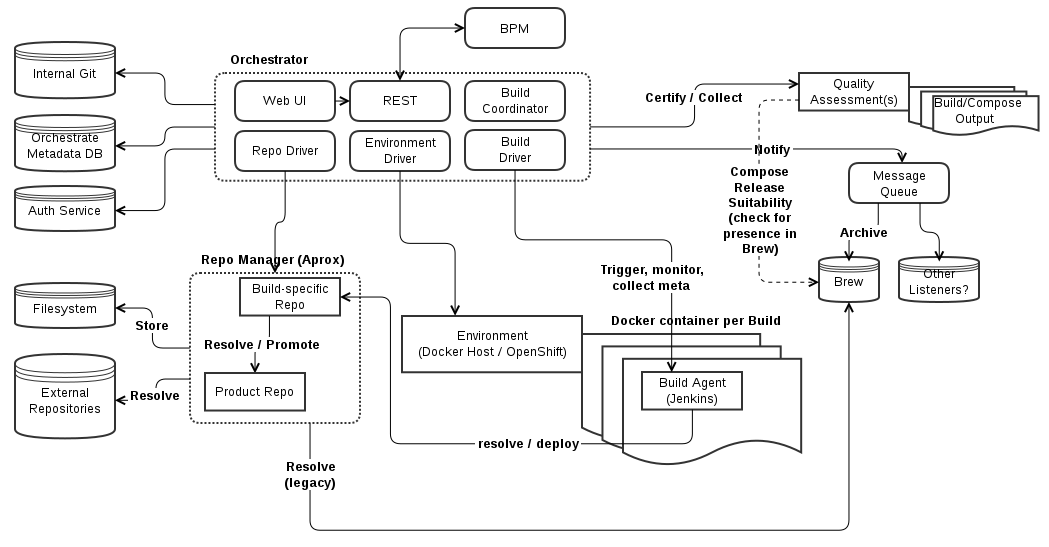 BPM
Orchestrator
Internal Git
Web UI
REST
Build
Coordinator
Certify / Collect
Quality
Assessment(s)
Build/Compose
Output
Orchestrate
Metadata DB
Repo Driver
Environment
Driver
Build
Driver
Notify
Message
Queue
Auth Service
Compose
Release
Suitability
(check for
presence in
Brew)
Archive
Repo Manager (Aprox)
Trigger, monitor,
collect meta
Brew
Other
Listeners?
Filesystem
Build-specific
Repo
Store
Docker container per Build
Resolve / Promote
Environment
(Docker Host / OpenShift)
External
Repositories
Resolve
Product Repo
Build Agent
(Jenkins)
resolve / deploy
Resolve
(legacy)